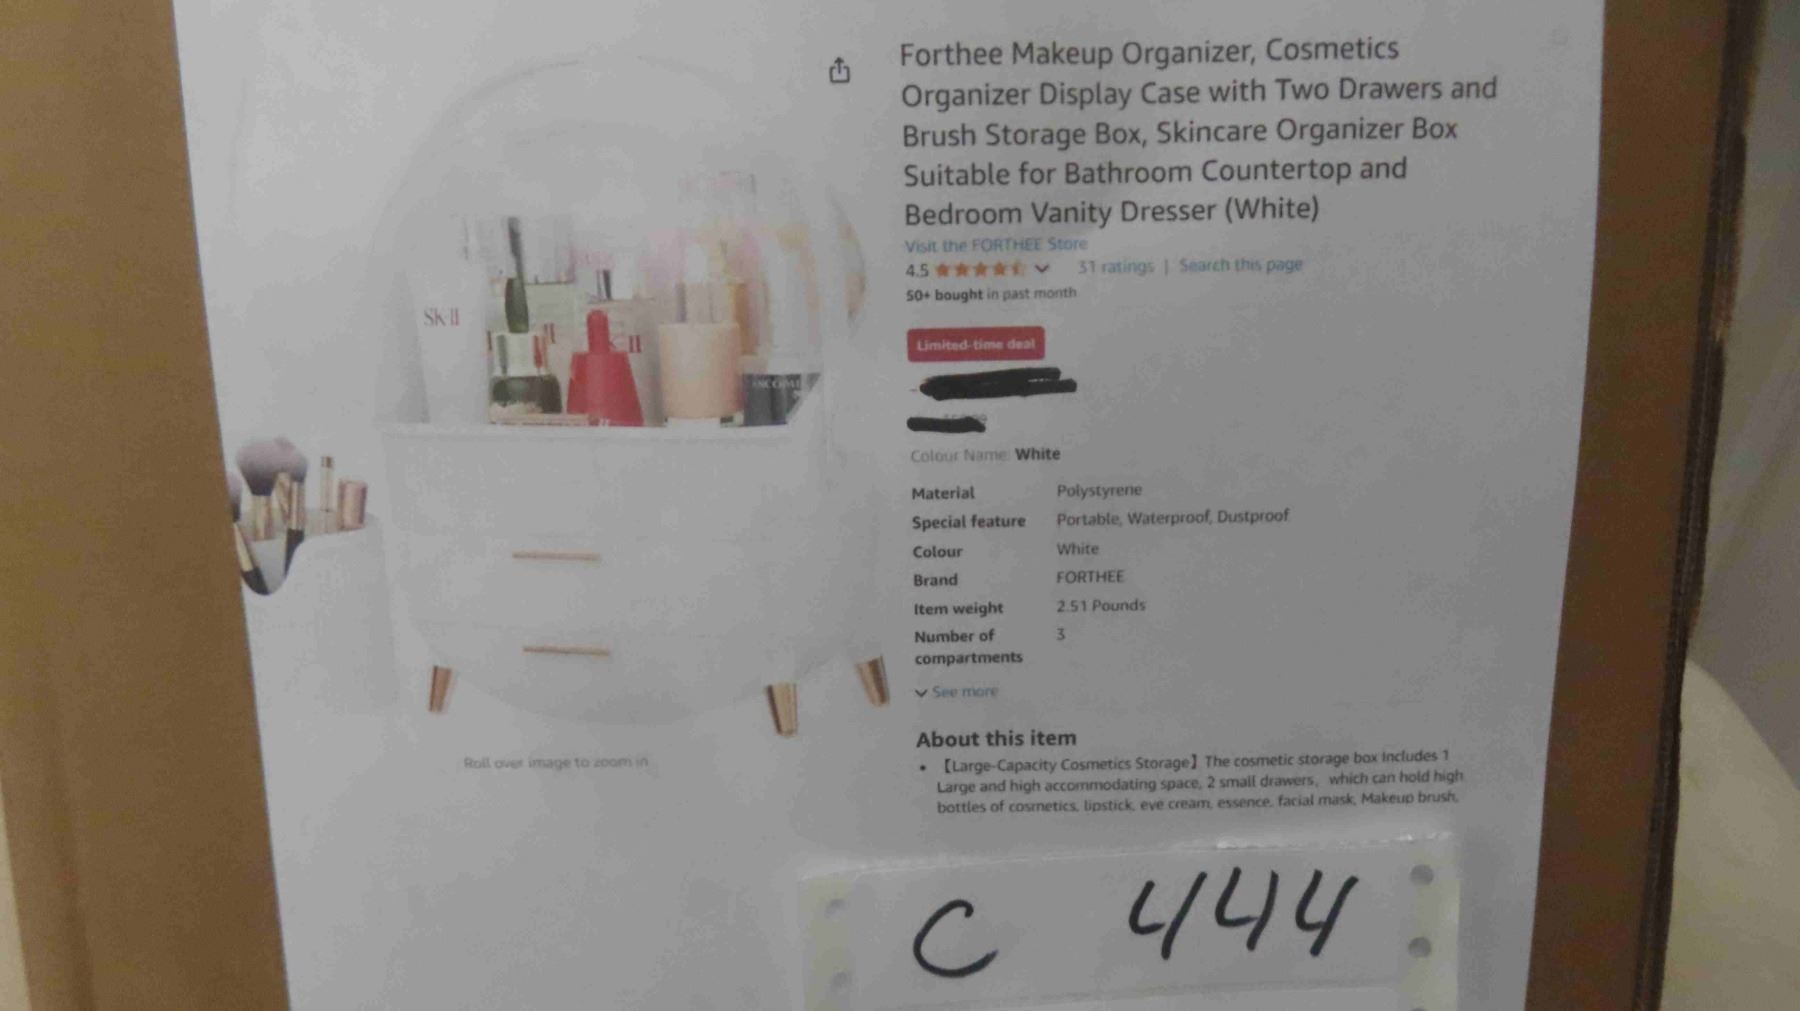 Forthee Makeup Organizer, Cosmetics
Organizer Display Case with Two Drawers and
Brush Storage Box, Skincare Organizer Box
Suitable for Bathroom Countertop and
Bedroom Vanity Dresser (White)
Visit the FORTHEE Store
4.5 31 ratings | Search this page
50+ bought in past month
Limited-time deal
Colour Name: White
Material Polystyrene
Special feature Portable, Waterproof, Dustproof
Colour White
Brand FORTHEE
Item weight 2.51 Pounds
Number of 3
compartments
See more
About this item
• 【Large-Capacity Cosmetics Storage】The cosmetic storage box includes 1
Large and high accommodating space, 2 small drawers, which can hold high
bottles of cosmetics, lipstick, eye cream, essence, facial mask, Makeup brush,
SK-II
Roll over image to zoom in
C 444